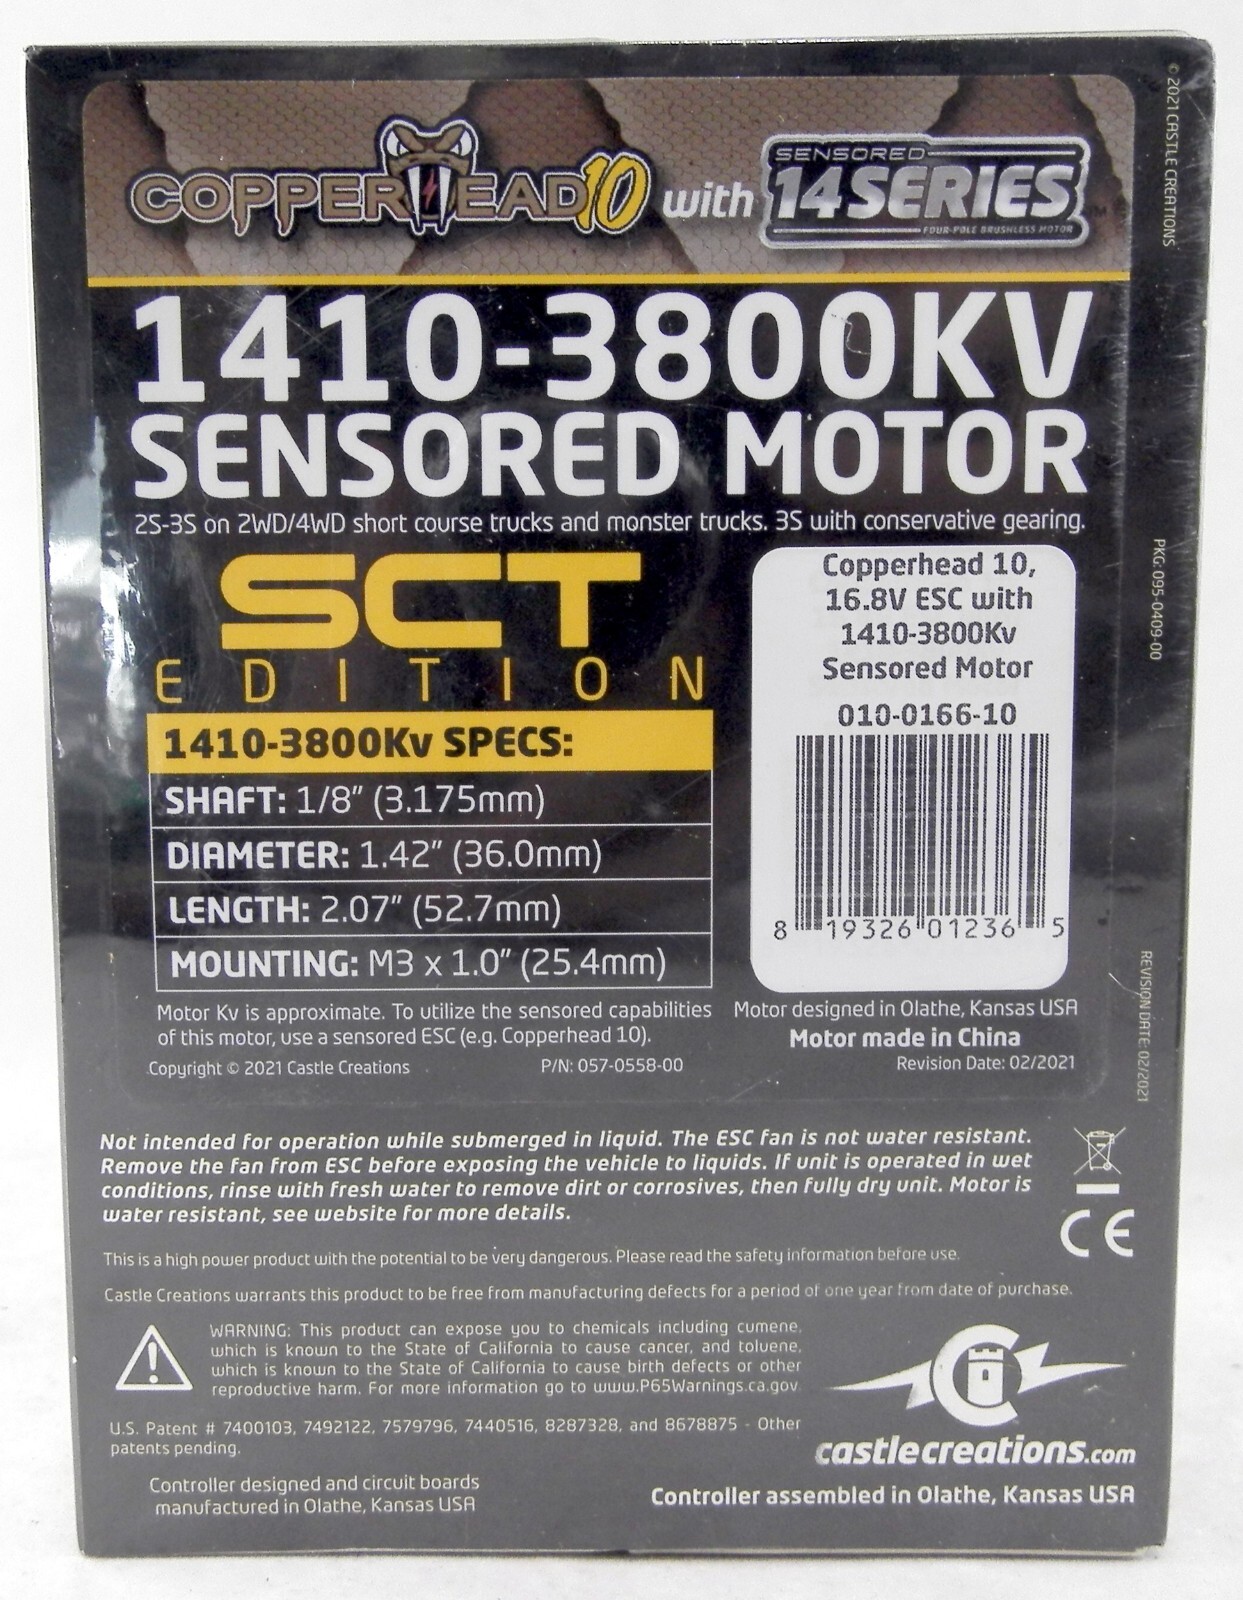 COPPERHEAD 10 with SENSORED 14 SERIES
FOUR-POLE BRUSHLESS MOTOR
1410-3800KV
SENSORED MOTOR
2S-3S on 2WD/4WD short course trucks and monster trucks. 3S with conservative gearing.
SCT
EDITION
1410-3800Kv SPECS:
SHAFT: 1/8" (3.175mm)
DIAMETER: 1.42" (36.0mm)
LENGTH: 2.07" (52.7mm)
MOUNTING: M3 x 1.0" (25.4mm)
Motor Kv is approximate. To utilize the sensored capabilities
of this motor, use a sensored ESC (e.g. Copperhead 10).
Copyright © 2021 Castle Creations
P/N: 057-0558-00
Copperhead 10,
16.8V ESC with
1410-3800Kv
Sensored Motor
010-0166-10
8 19326 01236 5
Motor designed in Olathe, Kansas USA
Motor made in China
Revision Date: 02/2021
© 2021 CASTLE CREATIONS
PKG: 095-0409-00
REVISION DATE: 02/2021
Not intended for operation while submerged in liquid. The ESC fan is not water resistant.
Remove the fan from ESC before exposing the vehicle to liquids. If unit is operated in wet
conditions, rinse with fresh water to remove dirt or corrosives, then fully dry unit. Motor is
water resistant, see website for more details.
CE
This is a high power product with the potential to be very dangerous. Please read the safety information before use.
Castle Creations warrants this product to be free from manufacturing defects for a period of one year from date of purchase.
WARNING: This product can expose you to chemicals including cumene,
which is known to the State of California to cause cancer, and toluene,
which is known to the State of California to cause birth defects or other
reproductive harm. For more information go to www.P65Warnings.ca.gov
U.S. Patent # 7400103, 7492122, 7579796, 7440516, 8287328, and 8678875 - Other
patents pending.
Controller designed and circuit boards
manufactured in Olathe, Kansas USA
castlecreations.com
Controller assembled in Olathe, Kansas USA